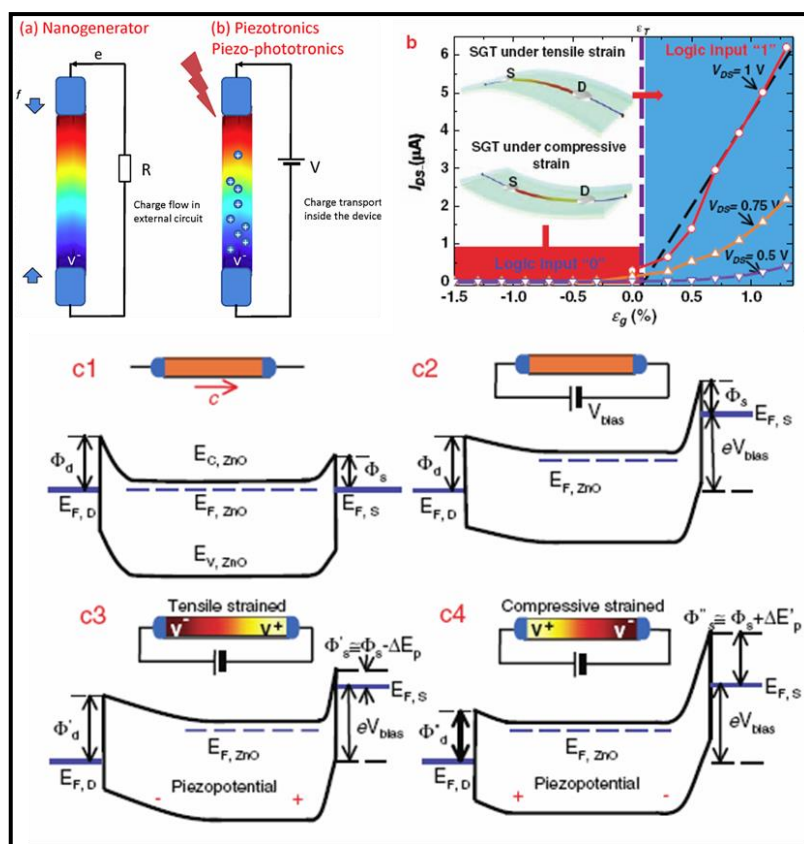 (a) Nanogenerator
e
f
R
Charge flow in
external circuit
V⁻
(b) Piezotronics
Piezo-phototronics
V
Charge transport
inside the device
V⁻
b
SGT under tensile strain
S
D
SGT under compressive
strain
S
D
ε_T
Logic input “1”
V_DS= 1 V
V_DS= 0.75 V
V_DS= 0.5 V
Logic input “0”
I_DS (μA)
6
5
4
3
2
1
0
-1.5 -1.0 -0.5 0.0 0.5 1.0
ε_g (%)
c1
c
Φ_d
E_C, ZnO
Φ_s
E_F, D
E_F, ZnO
E_F, S
E_V, ZnO
c2
V_bias
Φ_s
E_F, S
Φ_d
eV_bias
E_F, ZnO
E_F, D
c3
Tensile strained
V⁻ V⁺
Φ'_s≅Φ_s-ΔE_p
E_F, S
Φ'_d
eV_bias
E_F, ZnO
E_F, D
Piezopotential
- +
c4
Compressive strained
V⁺ V⁻
Φ"_s≅Φ_s+ΔE'_p
E_F, S
Φ"_d
eV_bias
E_F, ZnO
E_F, D
Piezopotential
+ -